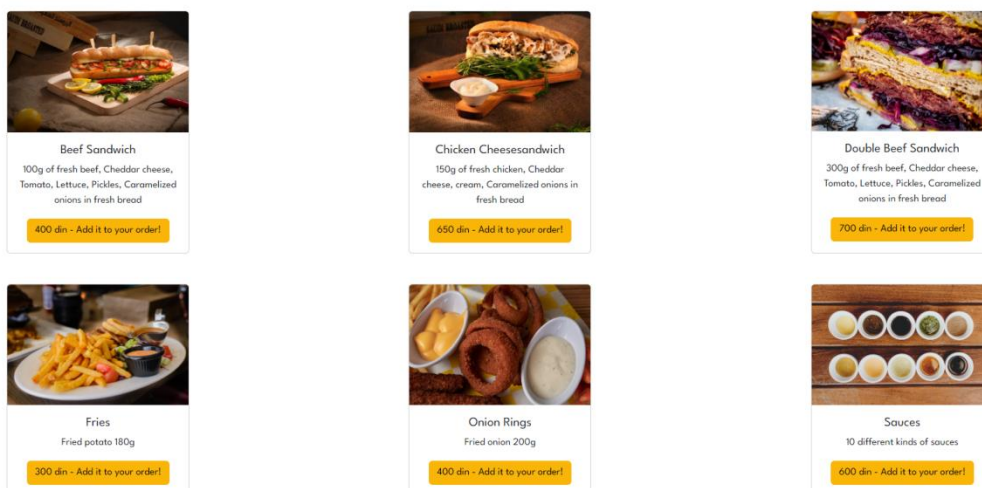 Beef Sandwich
100g of fresh beef, Cheddar cheese,
Tomato, Lettuce, Pickles, Caramelized
onions in fresh bread
400 din - Add it to your order!
Chicken Cheesesandwich
150g of fresh chicken, Cheddar
cheese, cream, Caramelized onions in
fresh bread
650 din - Add it to your order!
Double Beef Sandwich
300g of fresh beef, Cheddar cheese,
Tomato, Lettuce, Pickles, Caramelized
onions in fresh bread
700 din - Add it to your order!
Fries
Fried potato 180g
300 din - Add it to your order!
Onion Rings
Fried onion 200g
400 din - Add it to your order!
Sauces
10 different kinds of sauces
600 din - Add it to your order!